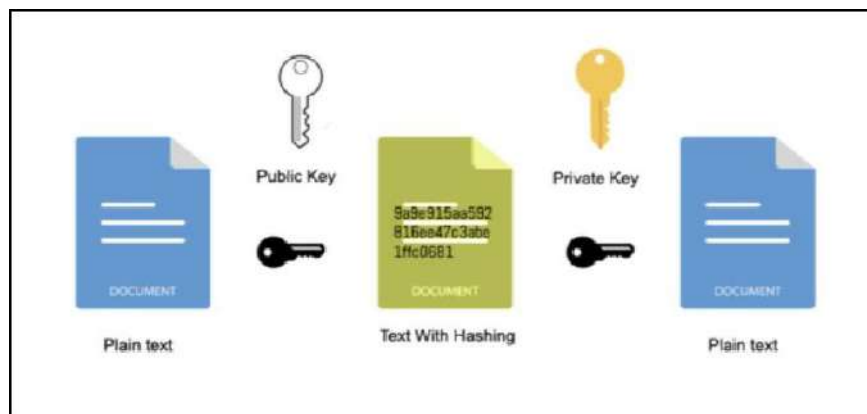 Public Key
Private Key
9a9e915aa592
816ee47c3abe
1ffc0681
DOCUMENT
DOCUMENT
DOCUMENT
Plain text
Text With Hashing
Plain text